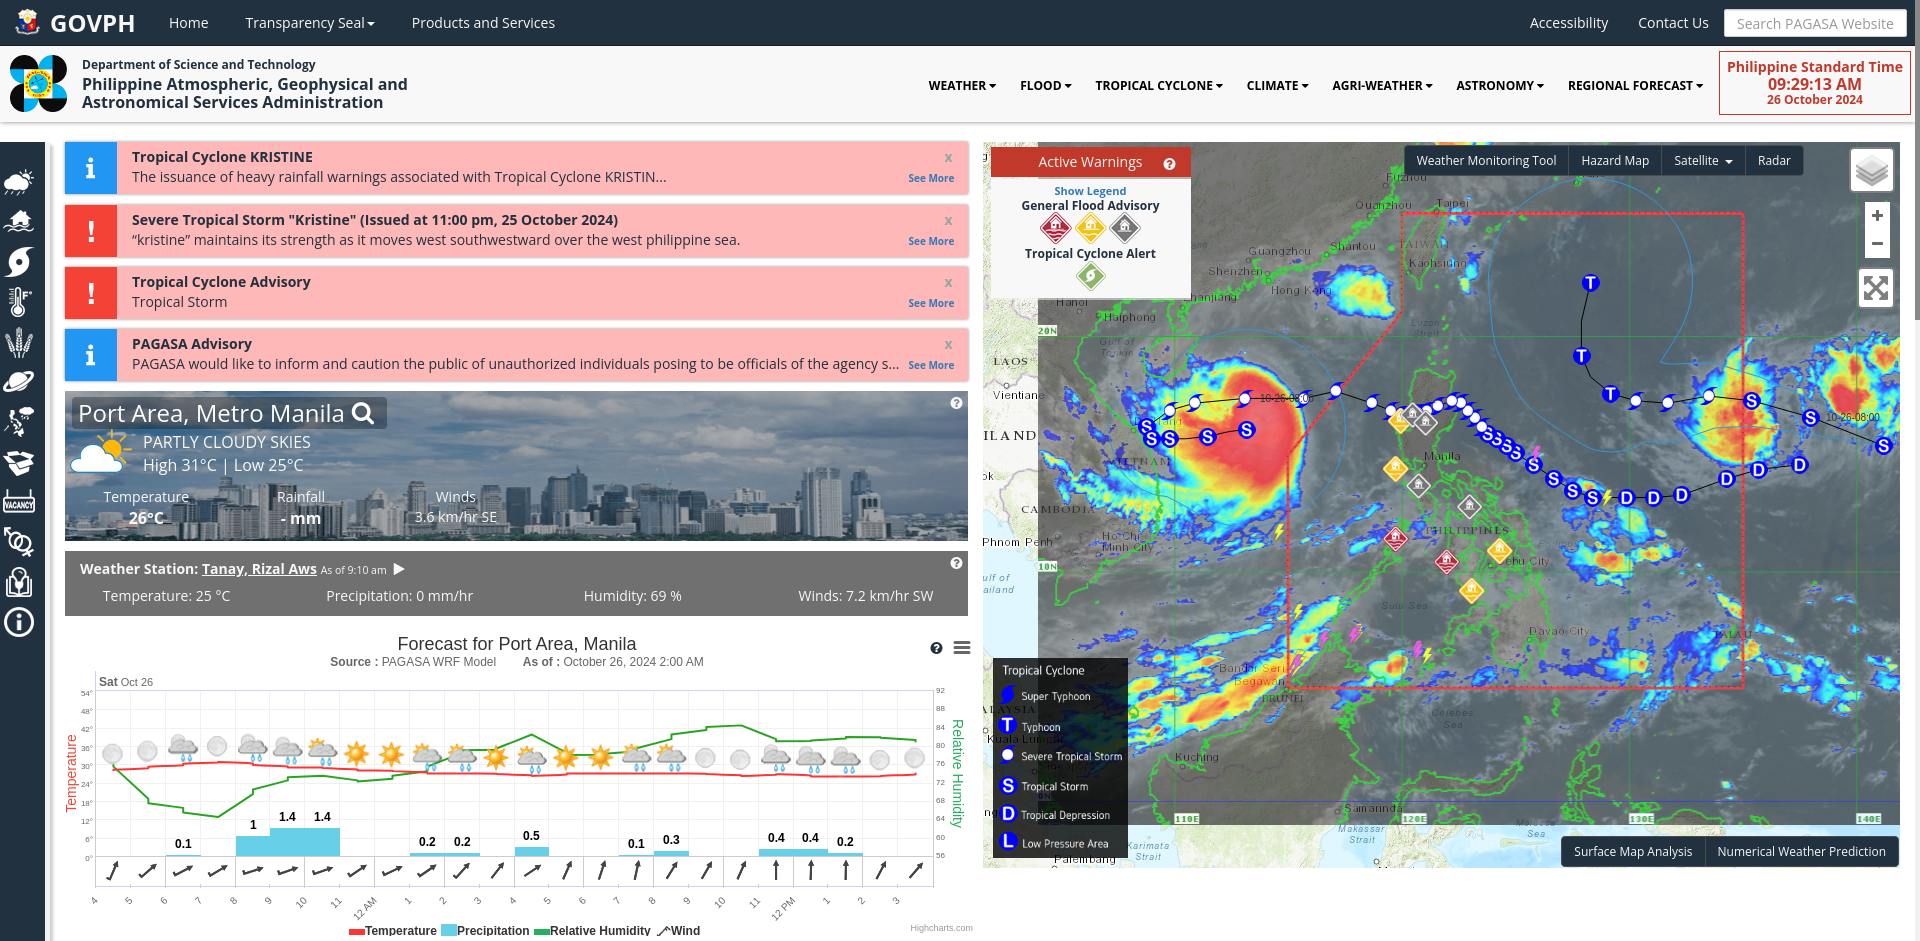 GOVPH
Home
Transparency Seal
Products and Services
Accessibility
Contact Us
Search PAGASA Website
Department of Science and Technology
Philippine Atmospheric, Geophysical and
Astronomical Services Administration
WEATHER
FLOOD
TROPICAL CYCLONE
CLIMATE
AGRI-WEATHER
ASTRONOMY
REGIONAL FORECAST
Philippine Standard Time
09:29:13 AM
26 October 2024
VACANCY
Tropical Cyclone KRISTINE
x
The issuance of heavy rainfall warnings associated with Tropical Cyclone KRISTIN...
See More
Severe Tropical Storm "Kristine" (Issued at 11:00 pm, 25 October 2024)
x
“kristine” maintains its strength as it moves west southwestward over the west philippine sea.
See More
Tropical Cyclone Advisory
x
Tropical Storm
See More
PAGASA Advisory
x
PAGASA would like to inform and caution the public of unauthorized individuals posing to be officials of the agency s...
See More
Port Area, Metro Manila
PARTLY CLOUDY SKIES
High 31°C | Low 25°C
Temperature
Rainfall
Winds
26°C
- mm
3.6 km/hr SE
Weather Station: Tanay, Rizal Aws As of 9:10 am
Temperature: 25 °C
Precipitation: 0 mm/hr
Humidity: 69 %
Winds: 7.2 km/hr SW
Forecast for Port Area, Manila
Source : PAGASA WRF Model As of : October 26, 2024 2:00 AM
Sat Oct 26
Temperature
54°
48°
42°
36°
30°
24°
18°
12°
6°
0°
Relative Humidity
92
88
84
80
76
72
68
64
60
56
0.1
1
1.4
1.4
0.2
0.2
0.5
0.1
0.3
0.4
0.4
0.2
4
5
6
7
8
9
10
11
12 AM
1
2
3
4
5
6
7
8
9
10
11
12 PM
1
2
3
Temperature Precipitation Relative Humidity Wind
Highcharts.com
Active Warnings
Show Legend
General Flood Advisory
Tropical Cyclone Alert
Weather Monitoring Tool
Hazard Map
Satellite
Radar
+
−
Fuzhou
Quanzhou
Taipei
TAIWAN
Guangzhou
Shantou
Kaohsiung
Shenzhen
Hong Kong
Zhanjiang
Hanoi
Haiphong
Gulf of
Tonkin
Luzon
Strait
20N
LAOS
Vientiane
VIETNAM
CAMBODIA
Phnom Penh
Ho Chi
Minh City
10N
10-26-08:00
10-26-08:00
Manila
PHILIPPINES
Cebu City
Sulu Sea
Davao City
PALAU
Bandar Seri
Begawan
BRUNEI
Celebes
Sea
Kuching
Samarinda
110E
120E
130E
140E
Makassar
Strait
Karimata
Strait
Palembang
Tropical Cyclone
Super Typhoon
T Typhoon
Severe Tropical Storm
S Tropical Storm
D Tropical Depression
L Low Pressure Area
Surface Map Analysis
Numerical Weather Prediction